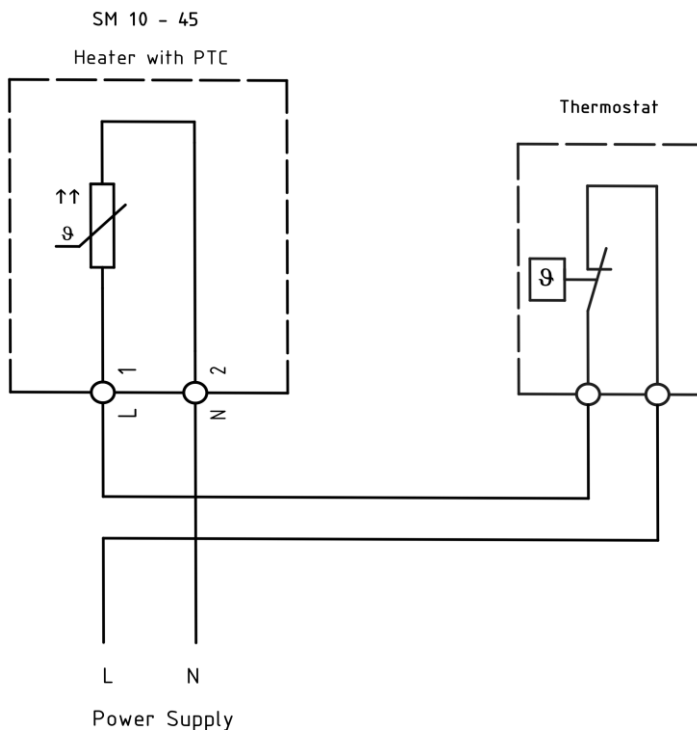 SM 10 - 45
Heater with PTC
Thermostat
↑↑
ϑ
ϑ
1
2
L
N
L
N
Power Supply